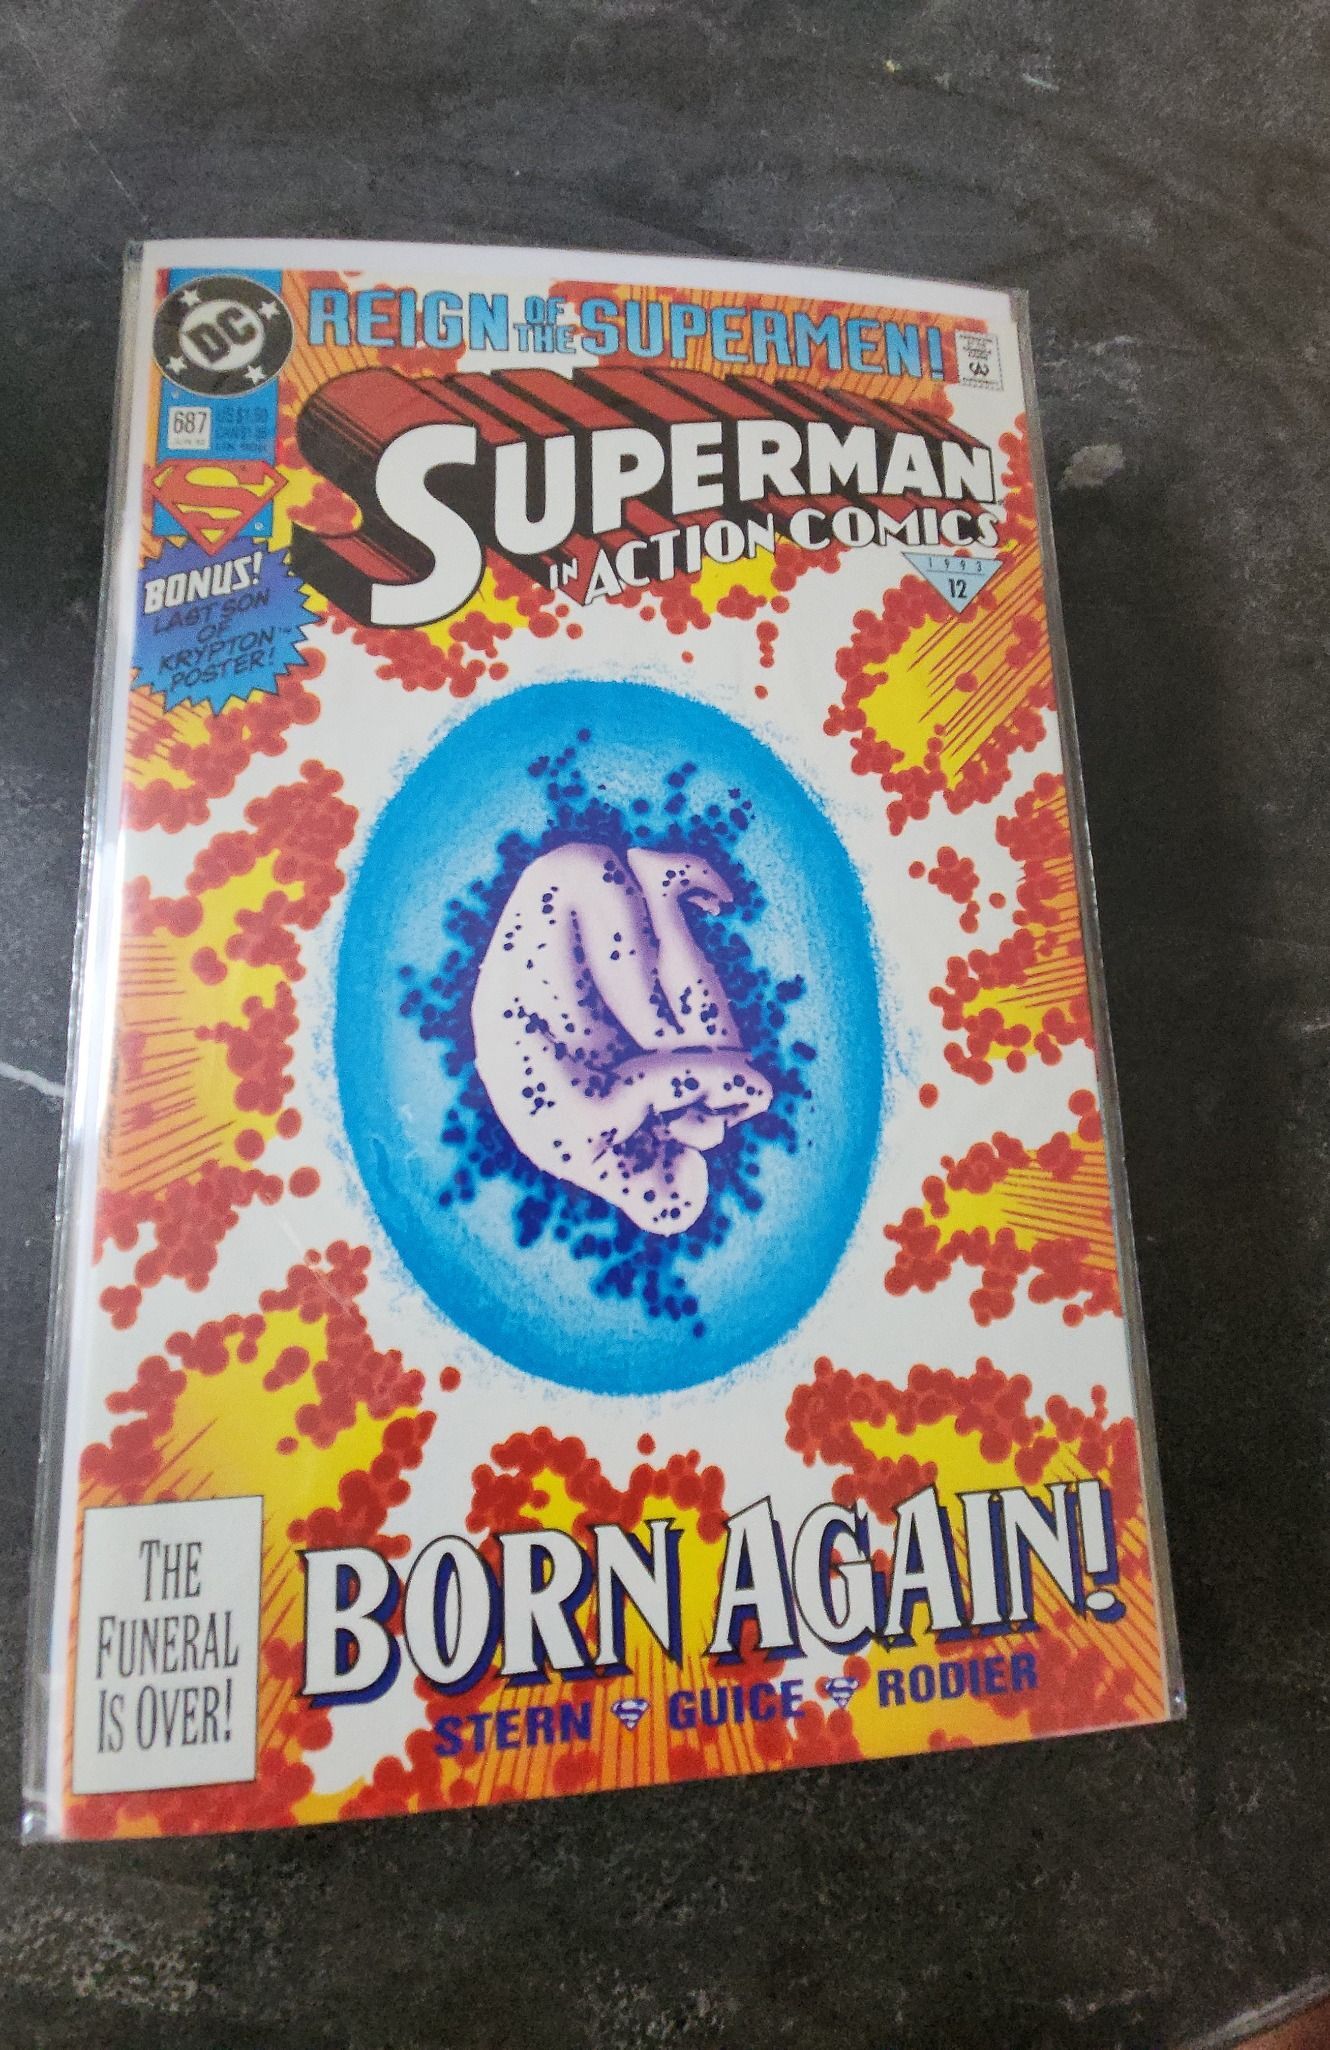 REIGN OF THE SUPERMEN!
DC
687
SUPERMAN
IN ACTION COMICS
1993
12
BONUS!
LAST SON
OF
KRYPTON™
POSTER!
THE
FUNERAL
IS OVER!
BORN AGAIN!
STERN GUICE RODIER